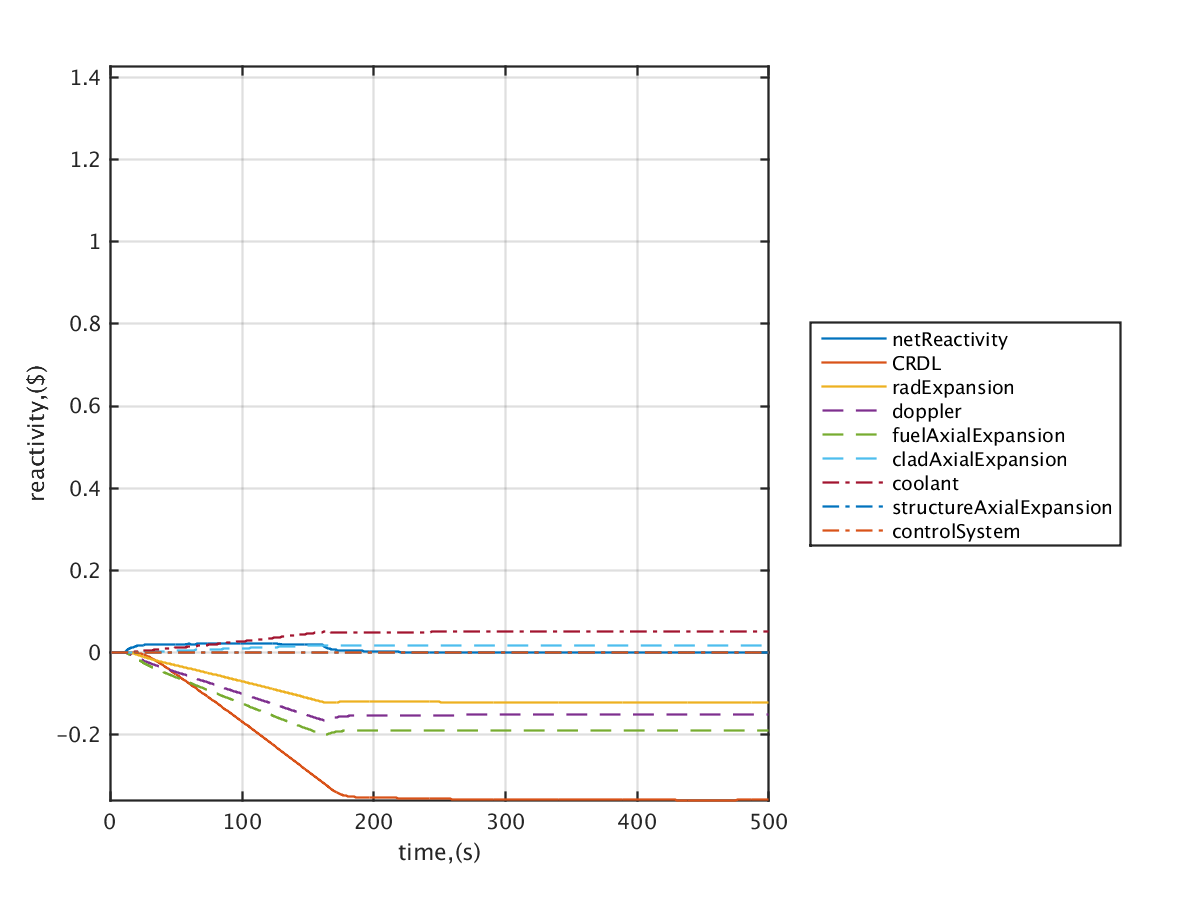 1.4
1.2
1
0.8
0.6
0.4
0.2
0
−0.2
0 100 200 300 400 500
time,(s)
reactivity,($)
netReactivity
CRDL
radExpansion
doppler
fuelAxialExpansion
cladAxialExpansion
coolant
structureAxialExpansion
controlSystem